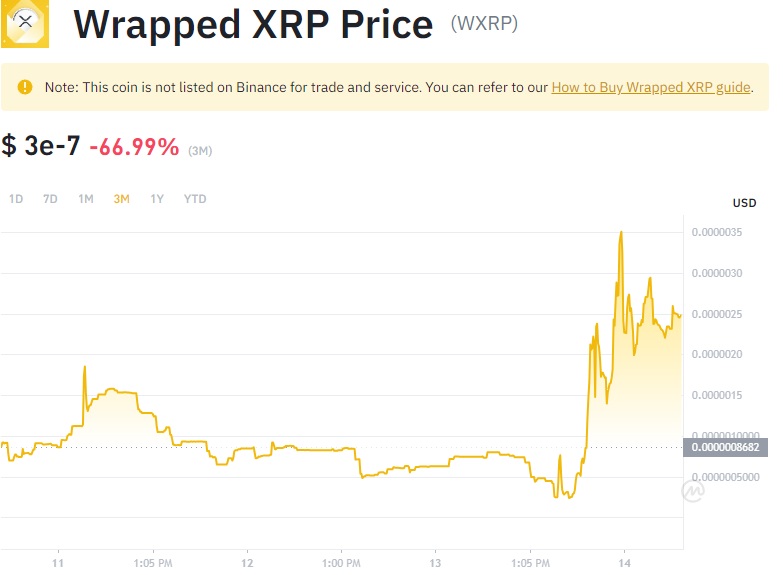 Wrapped XRP Price (WXRP)
Note: This coin is not listed on Binance for trade and service. You can refer to our How to Buy Wrapped XRP guide.
$ 3e-7 -66.99% (3M)
1D 7D 1M 3M 1Y YTD
USD
0.0000035
0.0000030
0.0000025
0.0000020
0.0000015
0.0000010000
0.0000008682
0.0000005000
11 1:05 PM 12 1:00 PM 13 1:05 PM 14